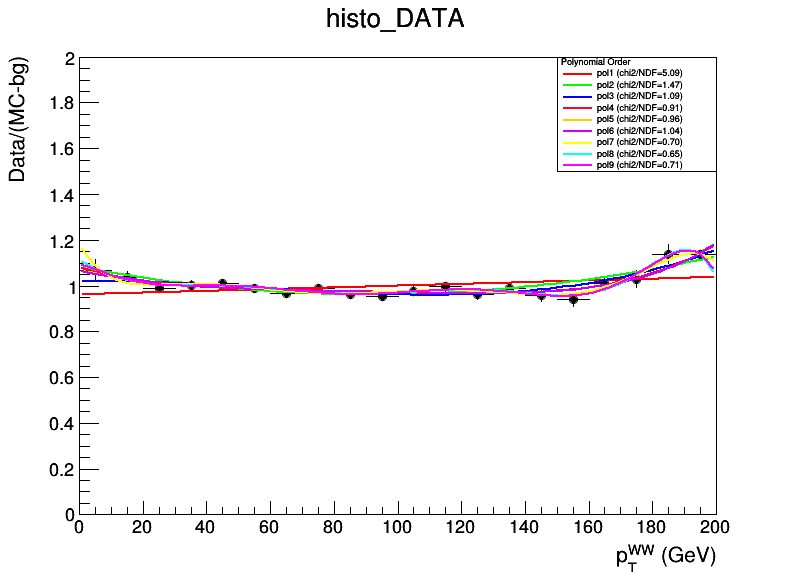 histo_DATA
Data/(MC-bg)
2
1.8
1.6
1.4
1.2
1
0.8
0.6
0.4
0.2
0
Polynomial Order
pol1 (chi2/NDF=5.09)
pol2 (chi2/NDF=1.47)
pol3 (chi2/NDF=1.09)
pol4 (chi2/NDF=0.91)
pol5 (chi2/NDF=0.96)
pol6 (chi2/NDF=1.04)
pol7 (chi2/NDF=0.70)
pol8 (chi2/NDF=0.65)
pol9 (chi2/NDF=0.71)
0 20 40 60 80 100 120 140 160 180 200
p_T^WW (GeV)